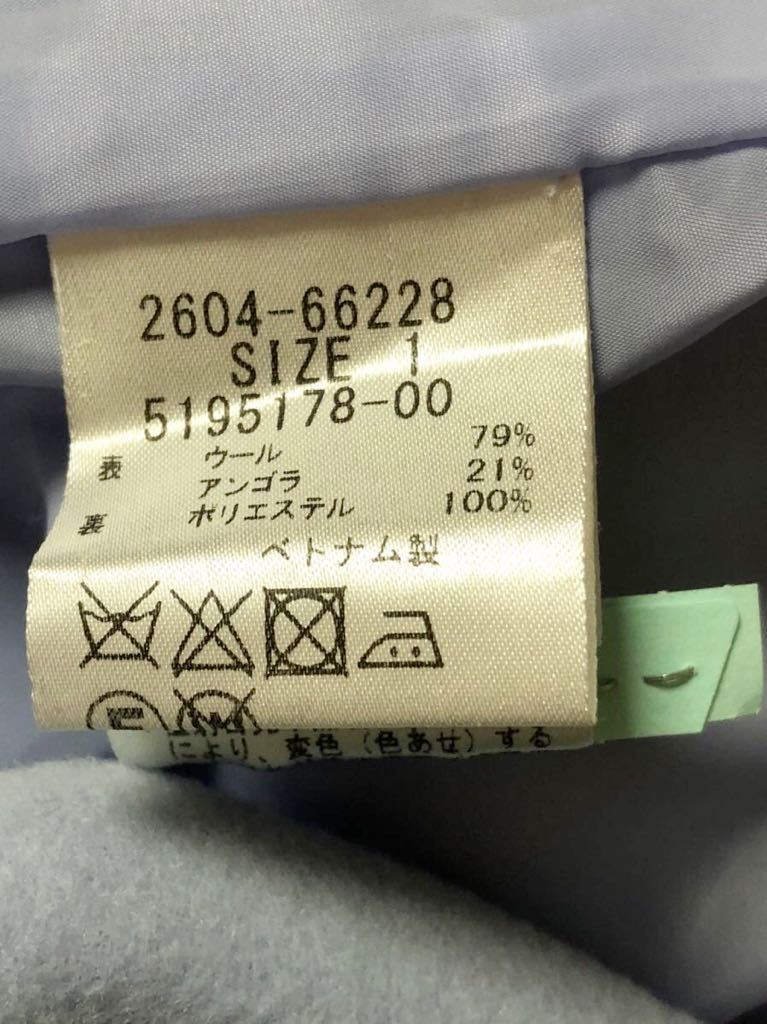 2604-66228
SIZE 1
5195178-00
表 ウール 79%
アンゴラ 21%
裏 ポリエステル 100%
ベトナム製
により、変色(色あせ)する